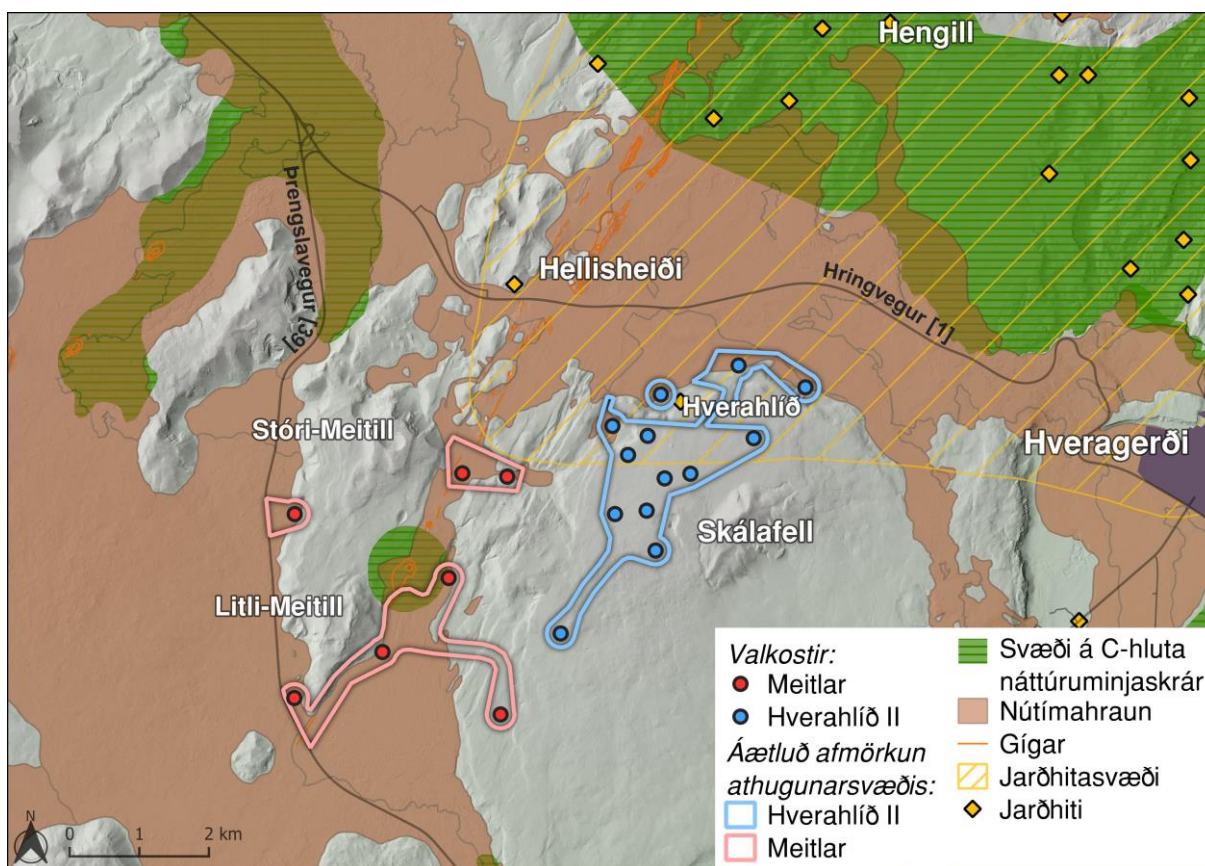 Hengill
Þrengslavegur [39]
Hellisheiði
Hringvegur [1]
Hverahlíð
Stóri-Meitill
Hveragerði
Skálafell
Litli-Meitill
Valkostir:
Meitlar
Hverahlíð II
Áætluð afmörkun
athugunarsvæðis:
Hverahlíð II
Meitlar
Svæði á C-hluta
náttúruminjaskrár
Nútímahraun
Gígar
Jarðhitasvæði
Jarðhiti
N
0 1 2 km